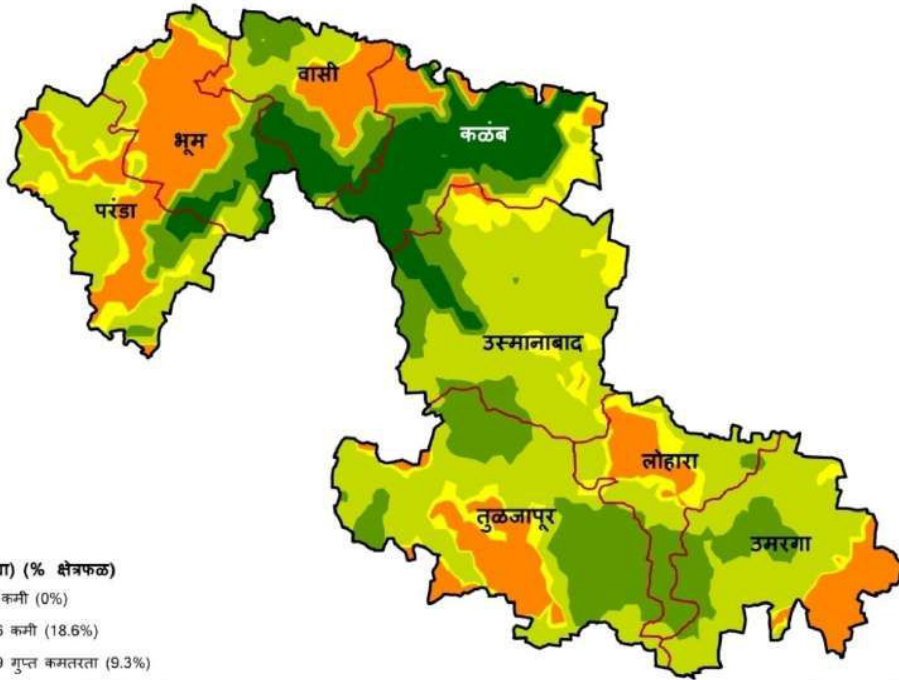 वासी
कळंब
भूम
परंडा
उस्मानाबाद
लोहारा
तुळजापूर
उमरगा
(% क्षेत्रफळ)
कमी (0%)
कमी (18.6%)
गुप्त कमतरता (9.3%)